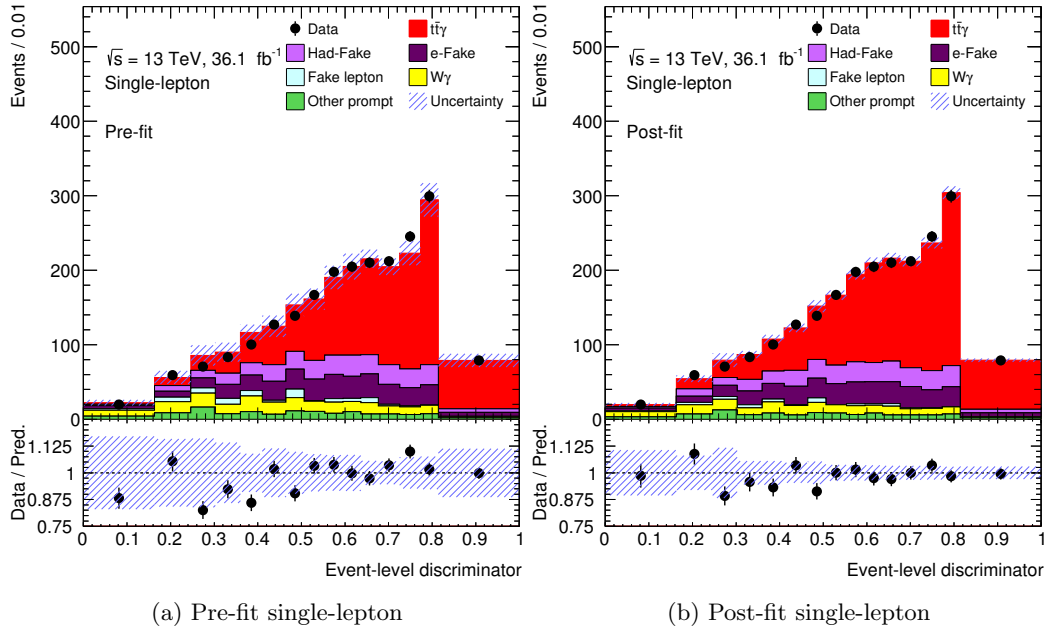 Events / 0.01
500
400
300
200
100
0
√s = 13 TeV, 36.1 fb⁻¹
Single-lepton
Pre-fit
Data
tt̄γ
Had-Fake
e-Fake
Fake lepton
Wγ
Other prompt
Uncertainty
Data / Pred.
1.125
1
0.875
0.75
0 0.1 0.2 0.3 0.4 0.5 0.6 0.7 0.8 0.9 1
Event-level discriminator
(a) Pre-fit single-lepton
Events / 0.01
500
400
300
200
100
0
√s = 13 TeV, 36.1 fb⁻¹
Single-lepton
Post-fit
Data
tt̄γ
Had-Fake
e-Fake
Fake lepton
Wγ
Other prompt
Uncertainty
Data / Pred.
1.125
1
0.875
0.75
0 0.1 0.2 0.3 0.4 0.5 0.6 0.7 0.8 0.9 1
Event-level discriminator
(b) Post-fit single-lepton